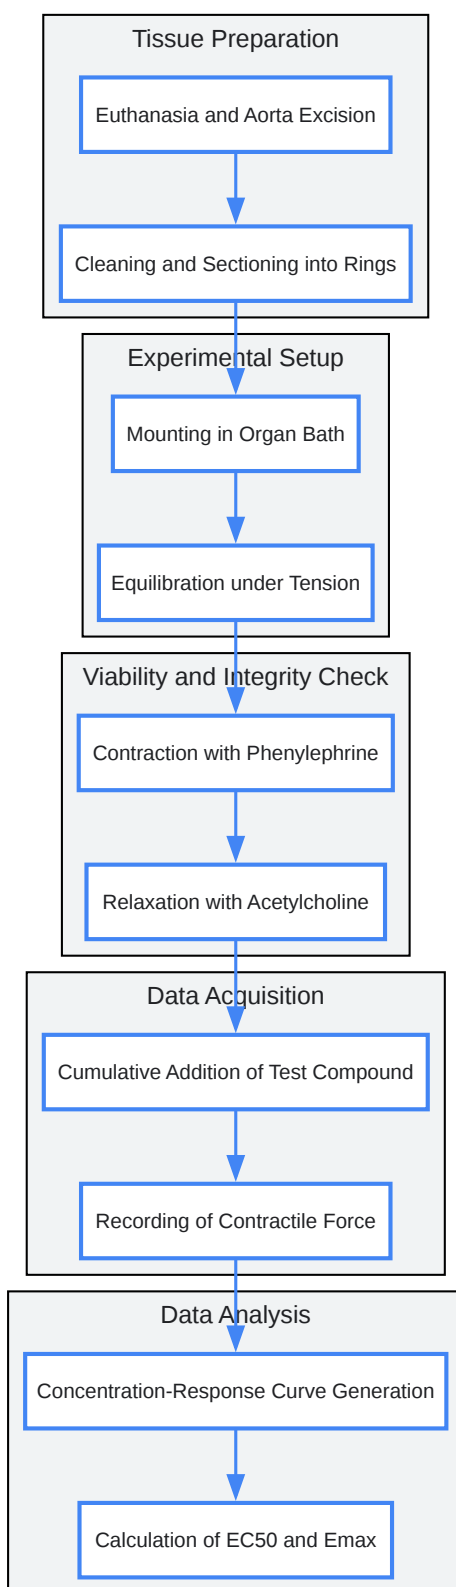 Tissue Preparation
Euthanasia and Aorta Excision
Cleaning and Sectioning into Rings
Experimental Setup
Mounting in Organ Bath
Equilibration under Tension
Viability and Integrity Check
Contraction with Phenylephrine
Relaxation with Acetylcholine
Data Acquisition
Cumulative Addition of Test Compound
Recording of Contractile Force
Data Analysis
Concentration-Response Curve Generation
Calculation of EC50 and Emax